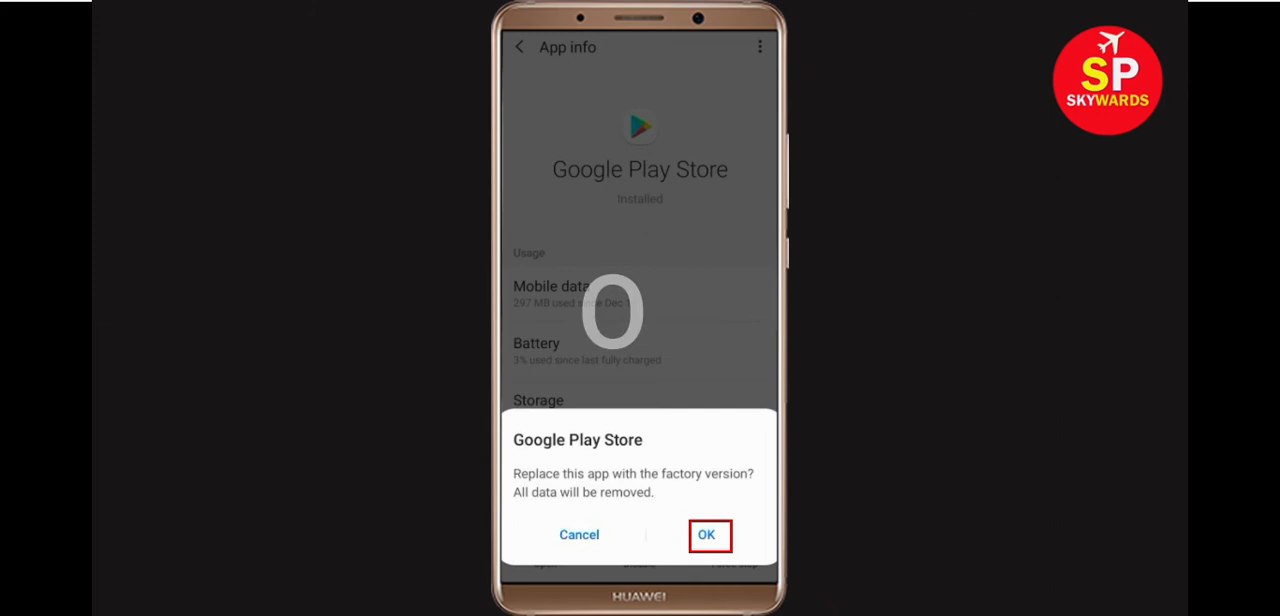 App info
SP
SKYWARDS
Google Play Store
Installed
Usage
Mobile data
297 MB used since Dec 1
0
Battery
3% used since last fully charged
Storage
Google Play Store
Replace this app with the factory version?
All data will be removed.
Cancel
OK
HUAWEI